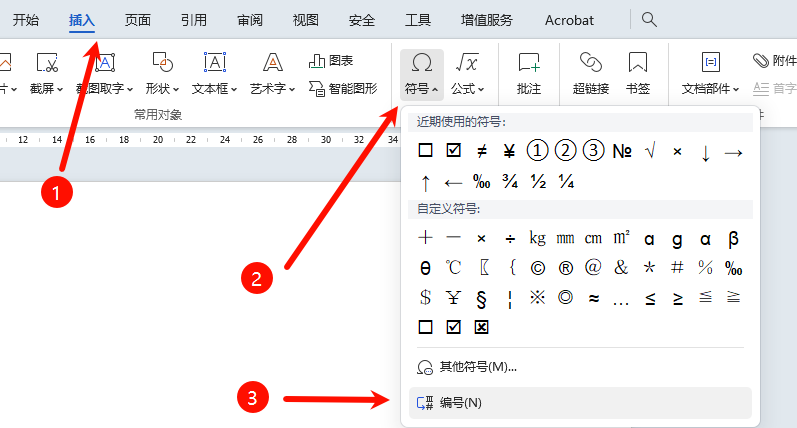 开始 插入 页面 引用 审阅 视图 安全 工具 增值服务 Acrobat
图表 附件
片 截屏 截图取字 形状 文本框 艺术字 智能图形 符号 公式 批注 超链接 书签 文档部件 首字
常用对象 件
12 14 16 18 20 22 24 26 28 30 32 34
近期使用的符号:
□ ☑ ≠ ¥ ① ② ③ № √ × ↓ →
↑ ← ‰ ¾ ½ ¼
自定义符号:
＋ － × ÷ ㎏ ㎜ ㎝ ㎡ ɑ ɡ α β
θ ℃ 〖 ｛ © ® ＠ ＆ ＊ ＃ ％ ‰
＄ ￥ § ¦ ※ ◎ ≈ … ≤ ≥ ≦ ≧
□ ☑ ☒
其他符号(M)...
编号(N)
1
2
3